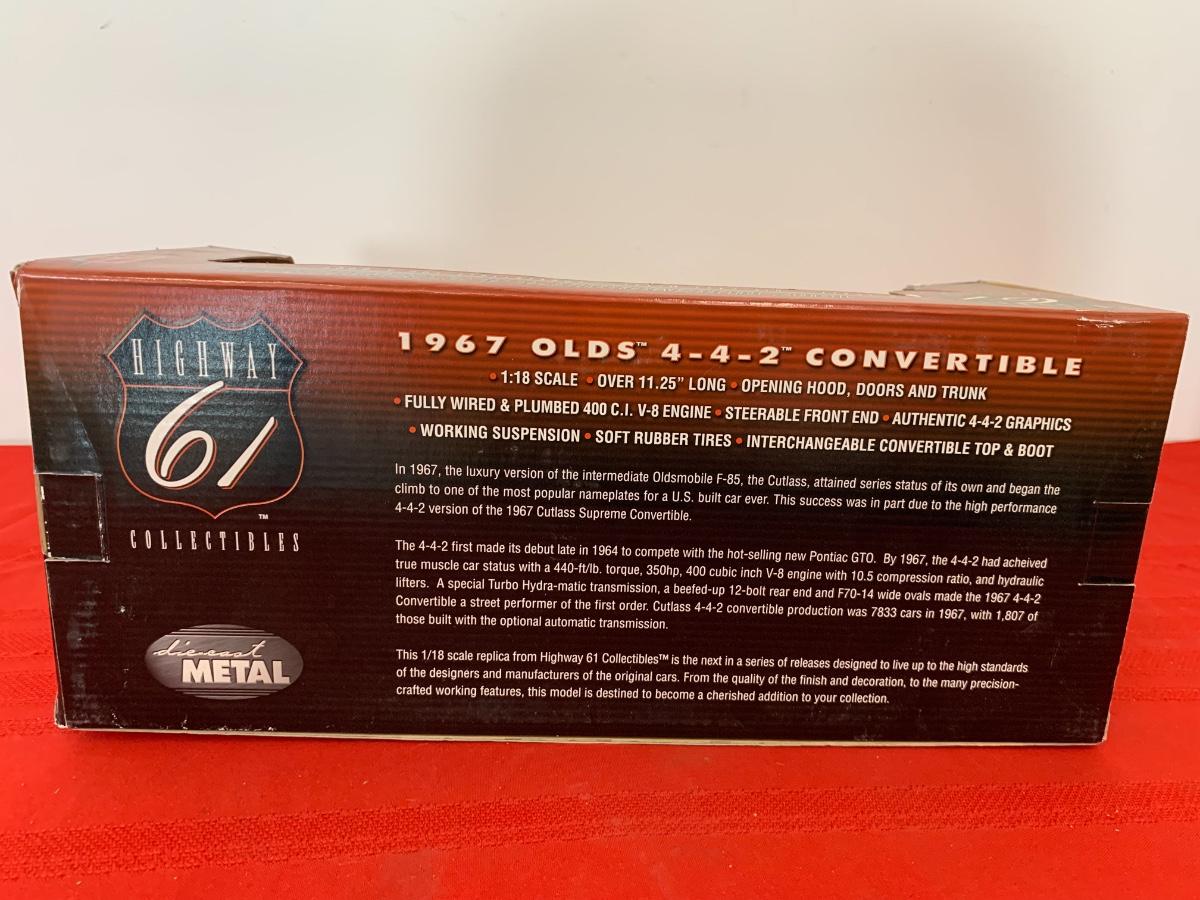 HIGHWAY
61
™
COLLECTIBLES
die-cast
METAL
1967 OLDS™ 4-4-2™ CONVERTIBLE
• 1:18 SCALE • OVER 11.25” LONG • OPENING HOOD, DOORS AND TRUNK
• FULLY WIRED & PLUMBED 400 C.I. V-8 ENGINE • STEERABLE FRONT END • AUTHENTIC 4-4-2 GRAPHICS
• WORKING SUSPENSION • SOFT RUBBER TIRES • INTERCHANGEABLE CONVERTIBLE TOP & BOOT
In 1967, the luxury version of the intermediate Oldsmobile F-85, the Cutlass, attained series status of its own and began the
climb to one of the most popular nameplates for a U.S. built car ever. This success was in part due to the high performance
4-4-2 version of the 1967 Cutlass Supreme Convertible.
The 4-4-2 first made its debut late in 1964 to compete with the hot-selling new Pontiac GTO. By 1967, the 4-4-2 had acheived
true muscle car status with a 440-ft/lb. torque, 350hp, 400 cubic inch V-8 engine with 10.5 compression ratio, and hydraulic
lifters. A special Turbo Hydra-matic transmission, a beefed-up 12-bolt rear end and F70-14 wide ovals made the 1967 4-4-2
Convertible a street performer of the first order. Cutlass 4-4-2 convertible production was 7833 cars in 1967, with 1,807 of
those built with the optional automatic transmission.
This 1/18 scale replica from Highway 61 Collectibles™ is the next in a series of releases designed to live up to the high standards
of the designers and manufacturers of the original cars. From the quality of the finish and decoration, to the many precision-
crafted working features, this model is destined to become a cherished addition to your collection.